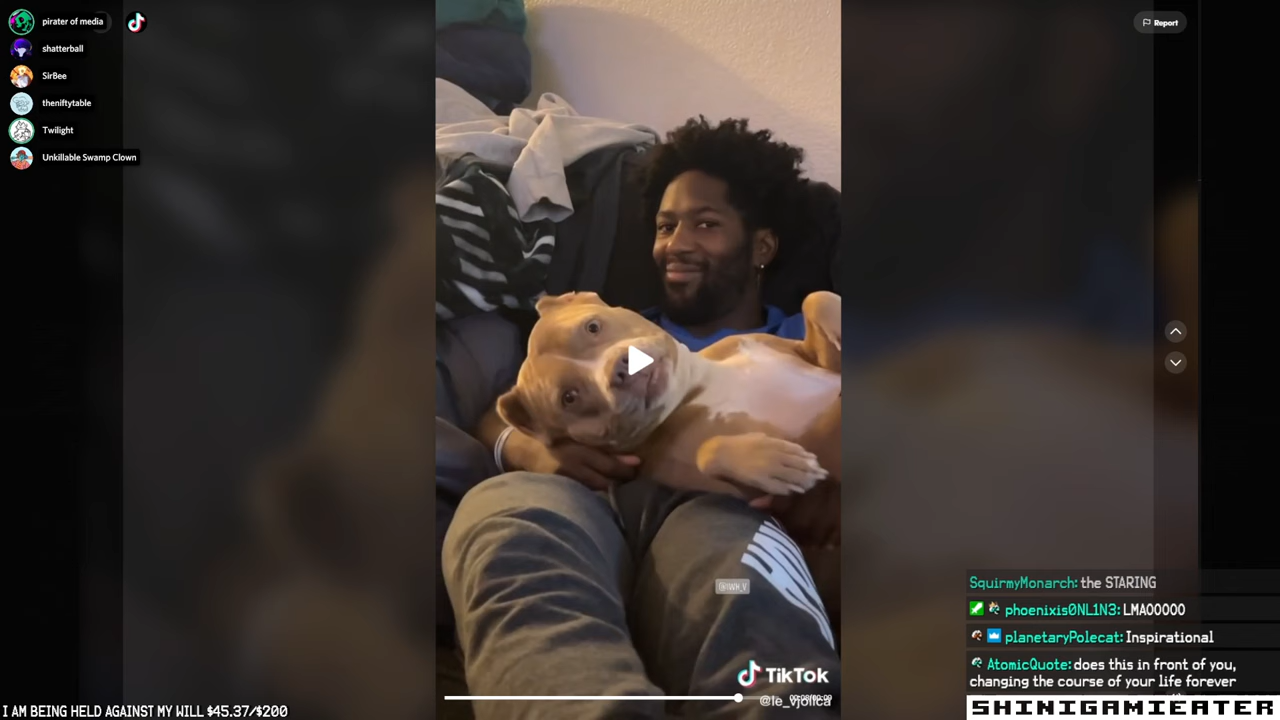 pirater of media
shatterball
SirBee
theniftytable
Twilight
Unkillable Swamp Clown
Report
TikTok
SquirmyMonarch: the STARING
phoenixis0NL1N3: LMAOOOOO
planetaryPolecat: Inspirational
AtomicQuote: does this in front of you,
changing the course of your life forever
I AM BEING HELD AGAINST MY WILL $45.37/$200
SHINIGAMIEATER